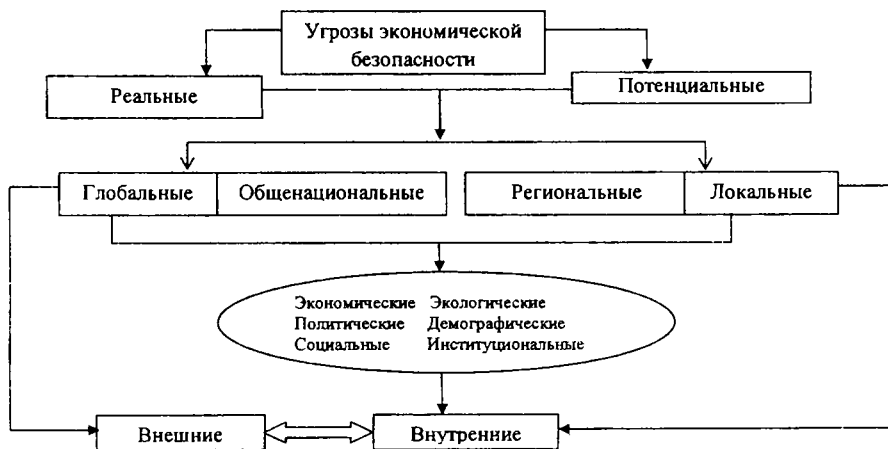 Угрозы экономической
безопасности
Реальные
Потенциальные
Глобальные
Общенациональные
Региональные
Локальные
Экономические Экологические
Политические Демографические
Социальные Институциональные
Внешние
Внутренние